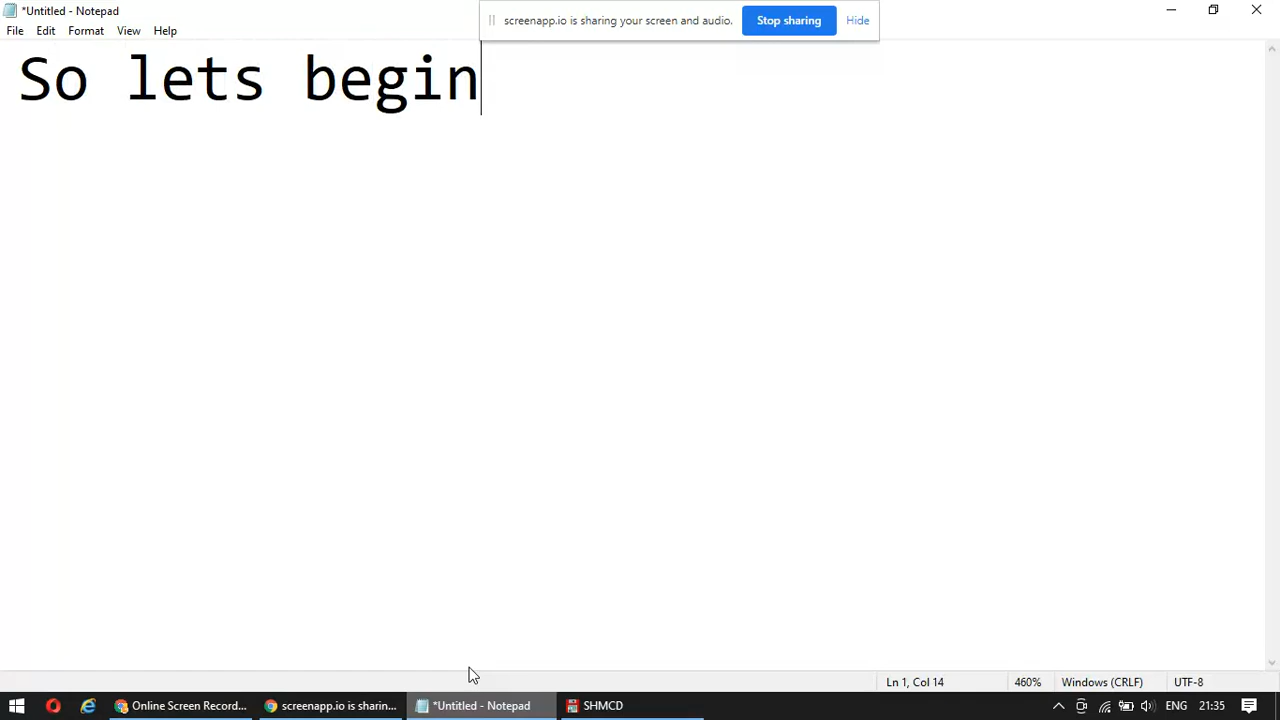 *Untitled - Notepad
screenapp.io is sharing your screen and audio. Stop sharing Hide
File Edit Format View Help
So lets begin
Ln 1, Col 14 460% Windows (CRLF) UTF-8
Online Screen Record... screenapp.io is sharin... *Untitled - Notepad SHMCD ENG 21:35